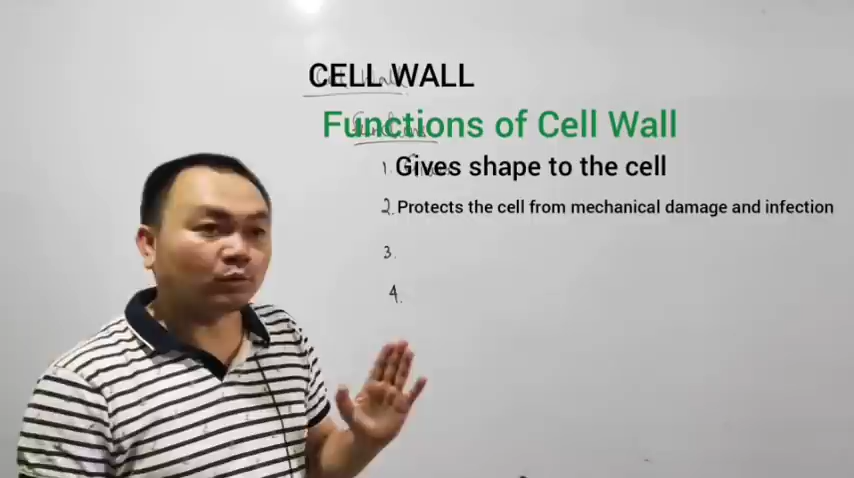 CELL WALL
Functions of Cell Wall
1. Gives shape to the cell
2. Protects the cell from mechanical damage and infection
3.
4.